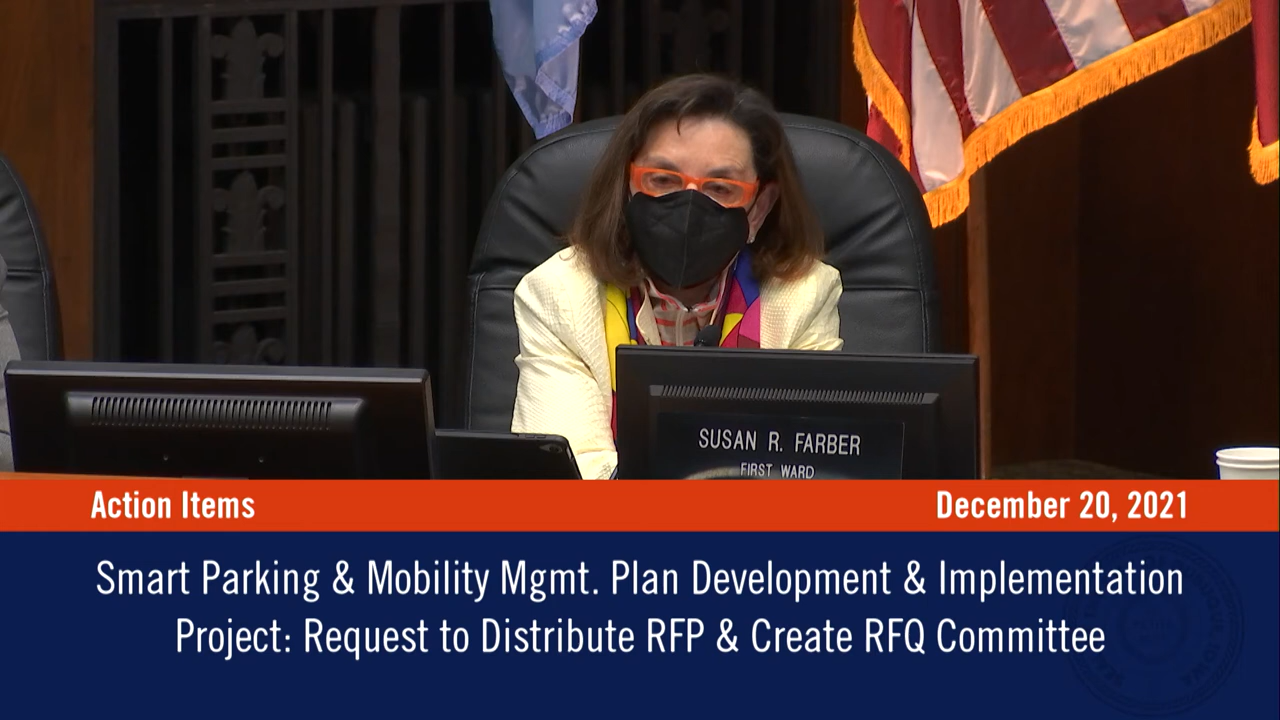 SUSAN R. FARBER
FIRST WARD
Action Items
December 20, 2021
Smart Parking & Mobility Mgmt. Plan Development & Implementation
Project: Request to Distribute RFP & Create RFQ Committee